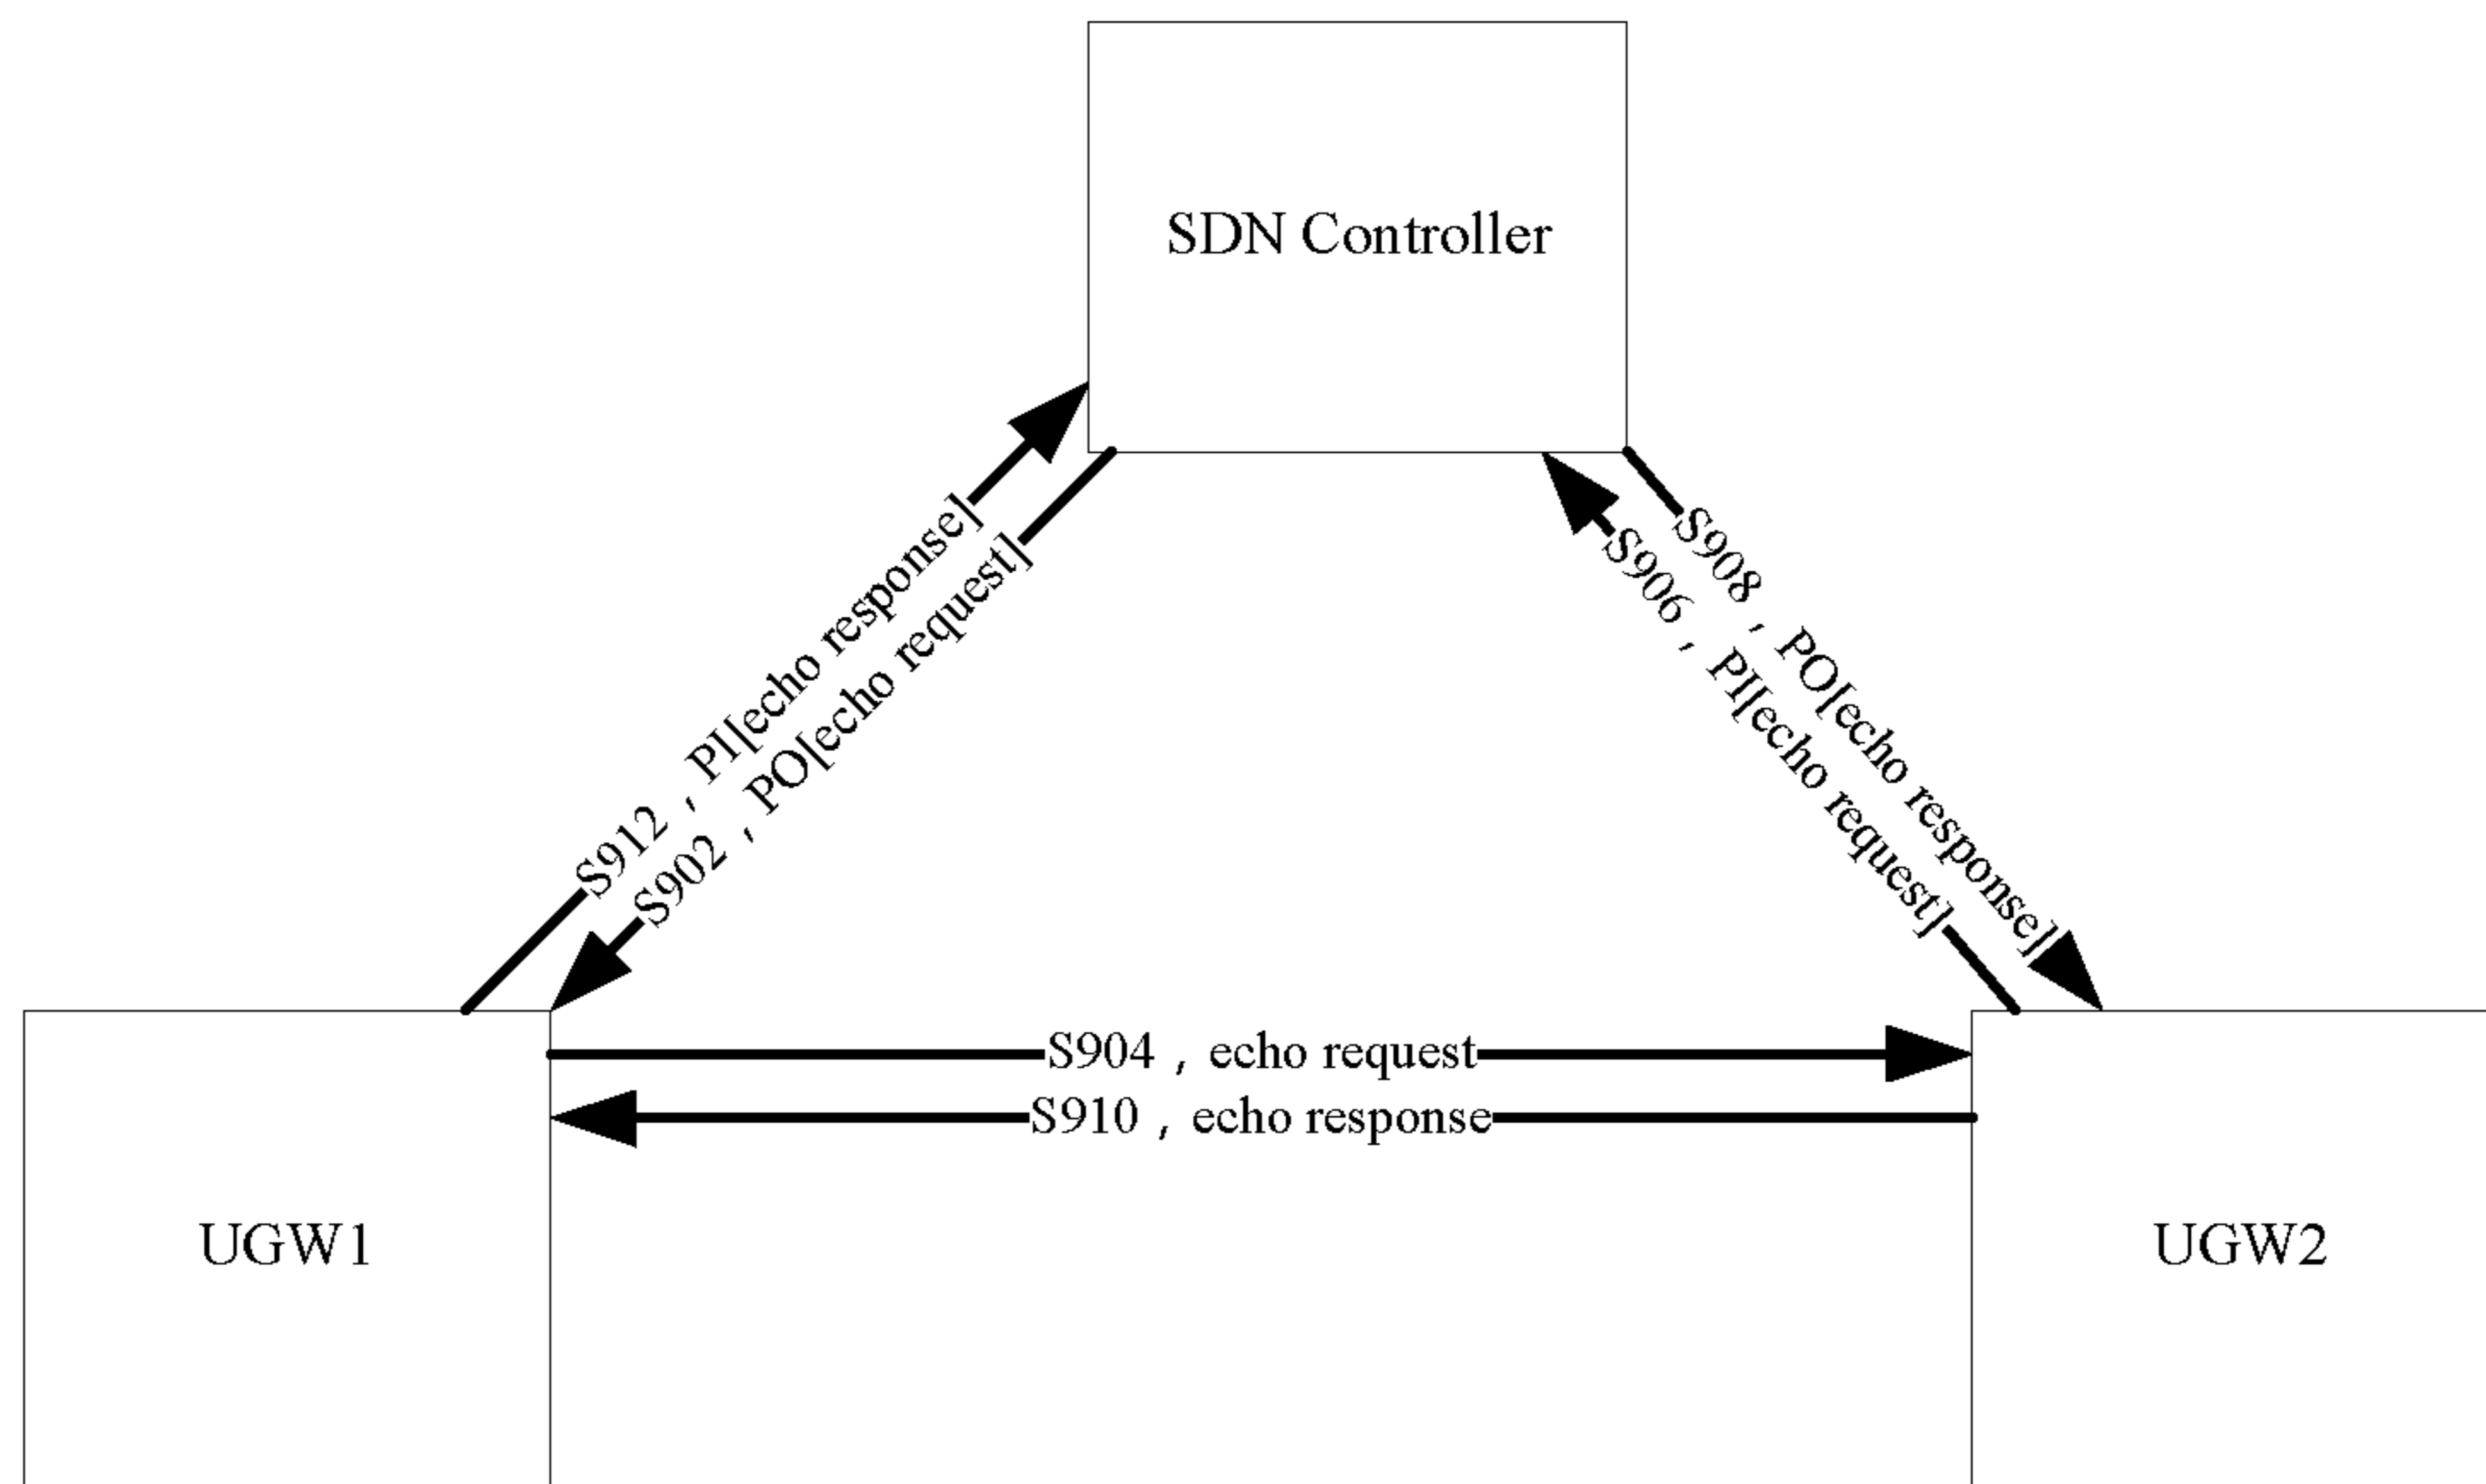 SDN Controller
S912 , PI[echo response]
S902 , PO[echo request]
S908 , PO[echo response]
S906 , PI[echo request]
S904 , echo request
S910 , echo response
UGW1
UGW2